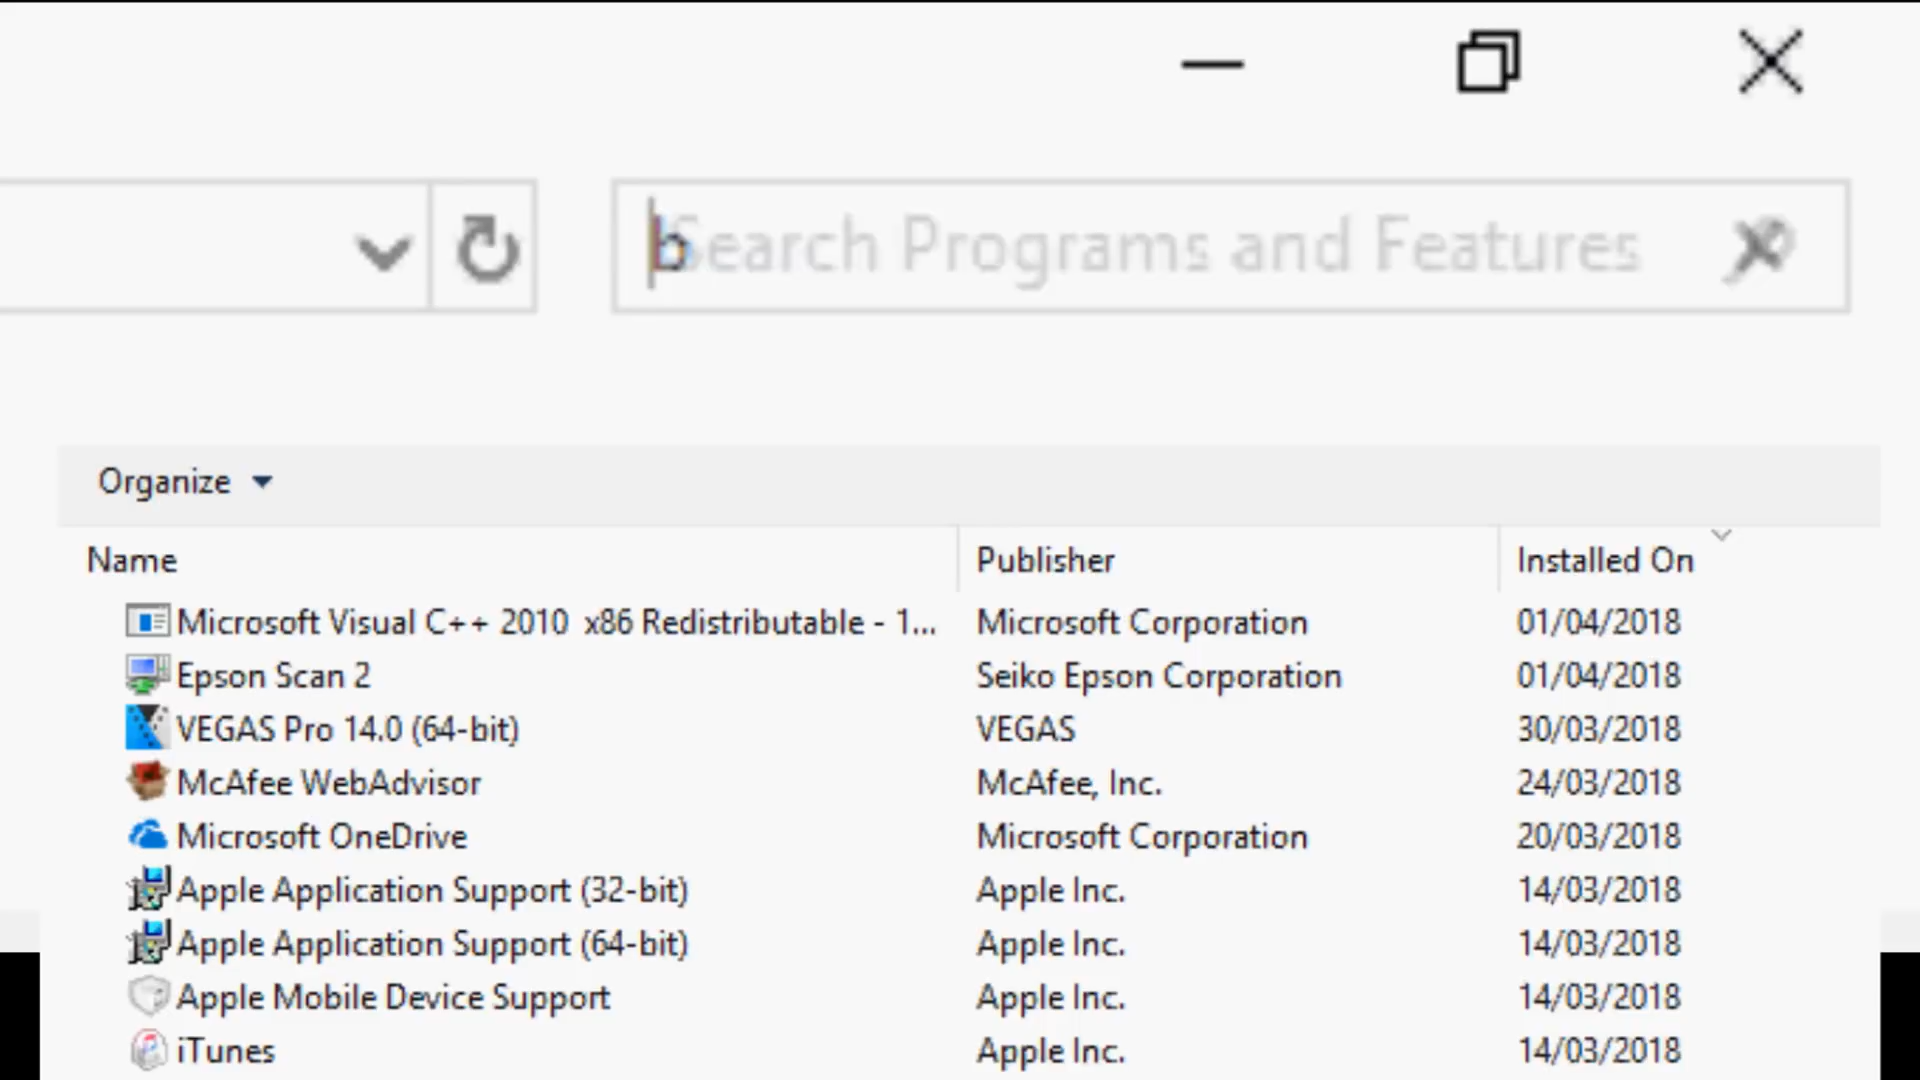 bSearch Programs and Features
Organize
Name Publisher Installed On
Microsoft Visual C++ 2010 x86 Redistributable - 1... Microsoft Corporation 01/04/2018
Epson Scan 2 Seiko Epson Corporation 01/04/2018
VEGAS Pro 14.0 (64-bit) VEGAS 30/03/2018
McAfee WebAdvisor McAfee, Inc. 24/03/2018
Microsoft OneDrive Microsoft Corporation 20/03/2018
Apple Application Support (32-bit) Apple Inc. 14/03/2018
Apple Application Support (64-bit) Apple Inc. 14/03/2018
Apple Mobile Device Support Apple Inc. 14/03/2018
iTunes Apple Inc. 14/03/2018